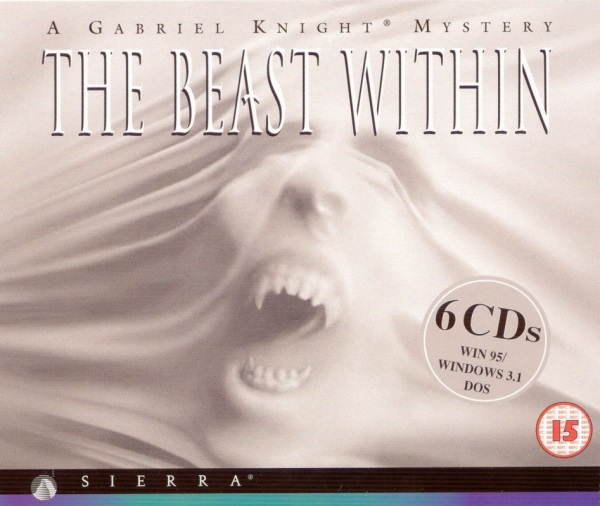 A GABRIEL KNIGHT® MYSTERY
THE BEAST WITHIN
6 CDs
WIN 95/
WINDOWS 3.1
DOS
15
SIERRA®